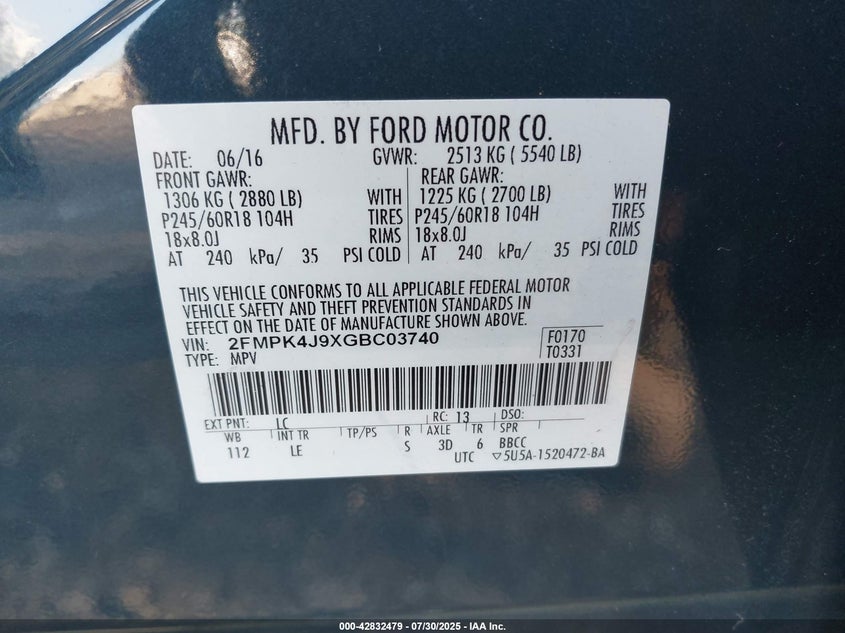 MFD. BY FORD MOTOR CO.
DATE: 06/16 GVWR: 2513 KG ( 5540 LB)
FRONT GAWR: REAR GAWR:
1306 KG ( 2880 LB) WITH 1225 KG ( 2700 LB) WITH
P245/60R18 104H TIRES P245/60R18 104H TIRES
18x8.0J RIMS 18x8.0J RIMS
AT 240 kPa/ 35 PSI COLD AT 240 kPa/ 35 PSI COLD
THIS VEHICLE CONFORMS TO ALL APPLICABLE FEDERAL MOTOR
VEHICLE SAFETY AND THEFT PREVENTION STANDARDS IN
EFFECT ON THE DATE OF MANUFACTURE SHOWN ABOVE.
VIN: 2FMPK4J9XGBC03740 F0170
TYPE: MPV T0331
EXT PNT: LC RC: 13 DSO:
WB INT TR TP/PS R AXLE TR SPR
112 LE S 3D 6 BBCC
UTC ▽5U5A-1520472-BA
000-42832479 | 07/30/2025 | IAA Inc.